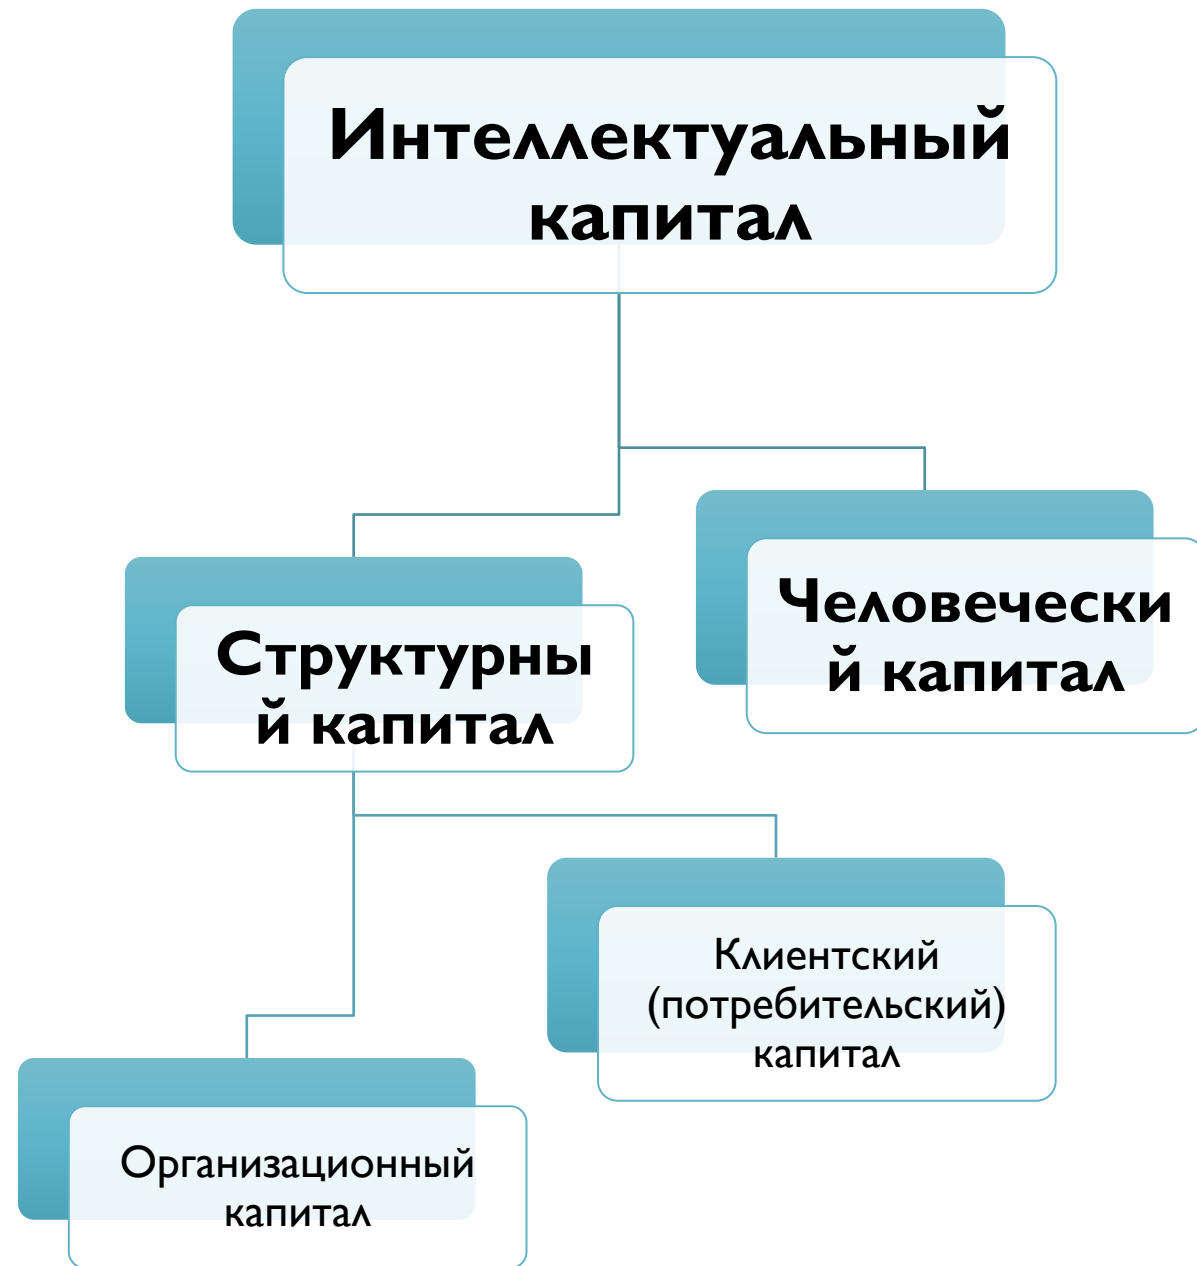 Интеллектуальный
капитал
Структурны
й капитал
Человечески
й капитал
Клиентский
(потребительский)
капитал
Организационный
капитал